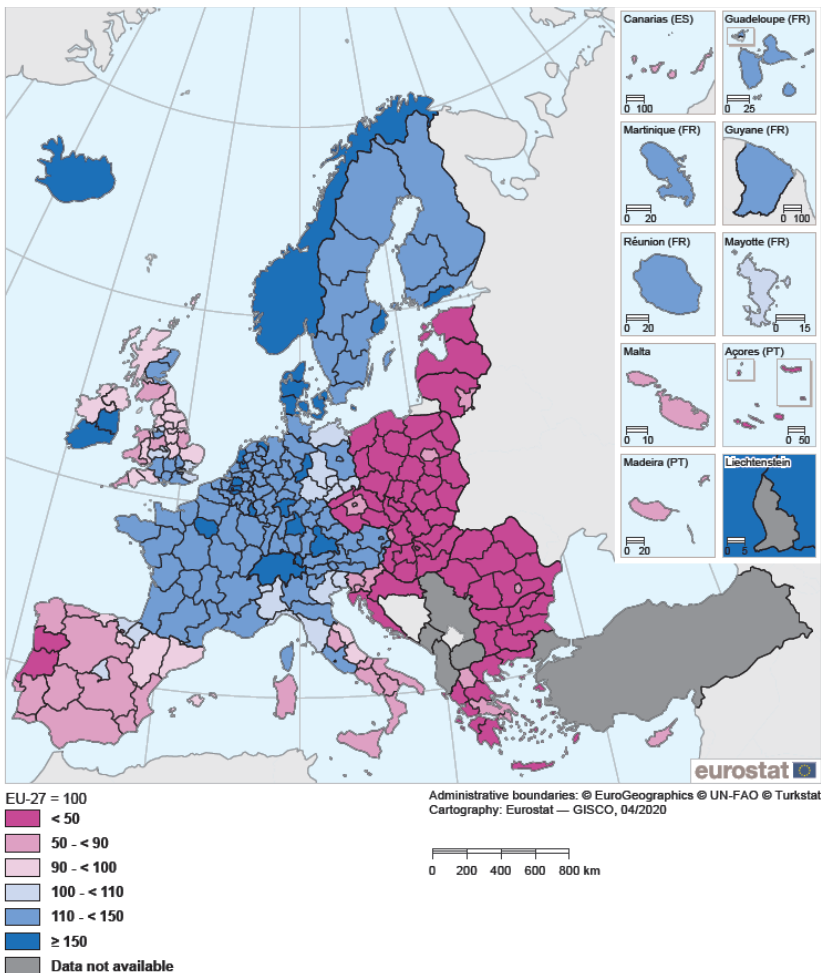 Canarias (ES)
0 100
Guadeloupe (FR)
0 25
Martinique (FR)
0 20
Guyane (FR)
0 100
Réunion (FR)
0 20
Mayotte (FR)
0 15
Malta
0 10
Açores (PT)
0 50
Madeira (PT)
0 20
Liechtenstein
0 5
eurostat
EU-27 = 100
< 50
50 - < 90
90 - < 100
100 - < 110
110 - < 150
≥ 150
Data not available
Administrative boundaries: © EuroGeographics © UN-FAO © Turkstat
Cartography: Eurostat — GISCO, 04/2020
0 200 400 600 800 km